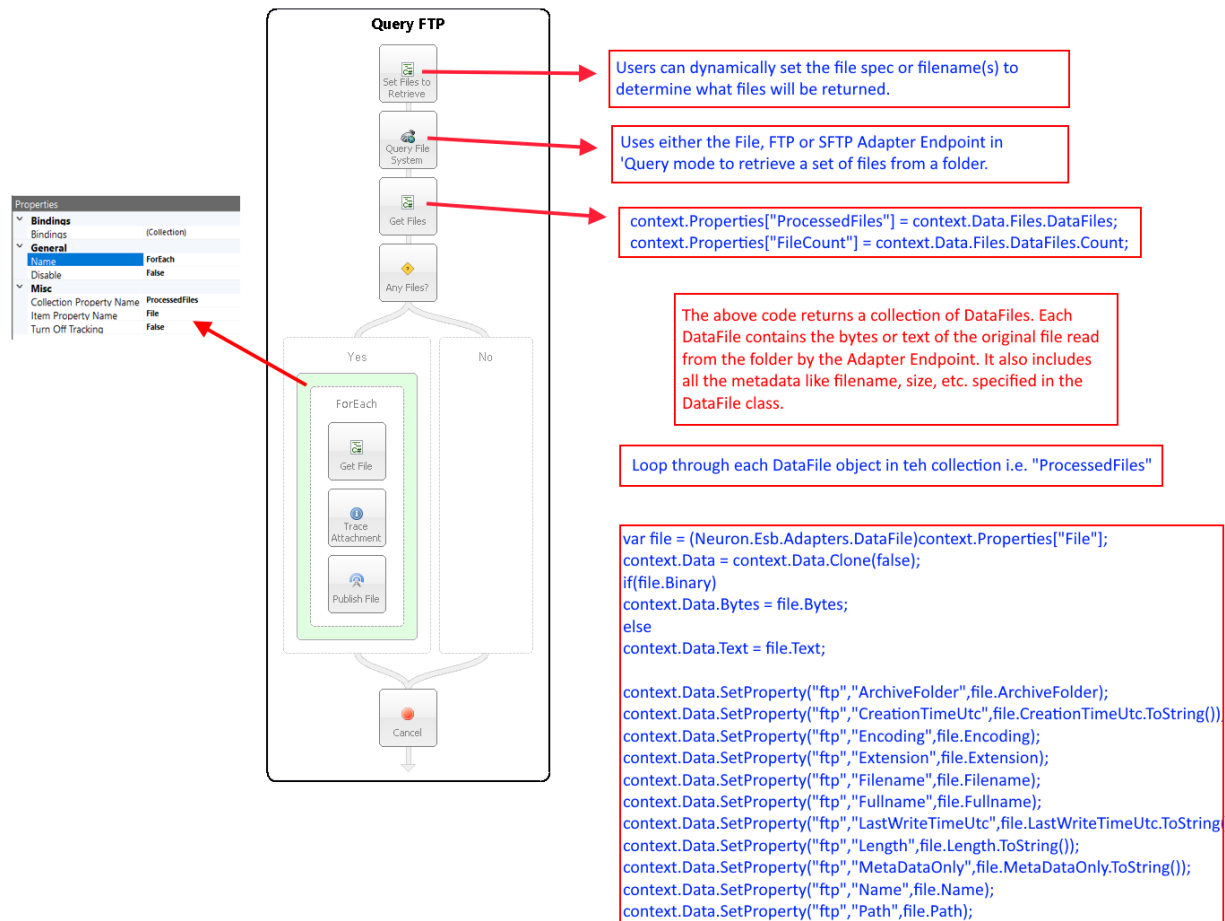 Query FTP
C#
Set Files to
Retrieve
Query File
System
C#
Get Files
?
Any Files?
Yes
No
ForEach
C#
Get File
Trace
Attachment
Publish File
Cancel
Properties
Bindings
Bindings (Collection)
General
Name ForEach
Disable False
Misc
Collection Property Name ProcessedFiles
Item Property Name File
Turn Off Tracking False
Users can dynamically set the file spec or filename(s) to
determine what files will be returned.
Uses either the File, FTP or SFTP Adapter Endpoint in
'Query mode to retrieve a set of files from a folder.
context.Properties["ProcessedFiles"] = context.Data.Files.DataFiles;
context.Properties["FileCount"] = context.Data.Files.DataFiles.Count;
The above code returns a collection of DataFiles. Each
DataFile contains the bytes or text of the original file read
from the folder by the Adapter Endpoint. It also includes
all the metadata like filename, size, etc. specified in the
DataFile class.
Loop through each DataFile object in teh collection i.e. "ProcessedFiles"
var file = (Neuron.Esb.Adapters.DataFile)context.Properties["File"];
context.Data = context.Data.Clone(false);
if(file.Binary)
context.Data.Bytes = file.Bytes;
else
context.Data.Text = file.Text;
context.Data.SetProperty("ftp","ArchiveFolder",file.ArchiveFolder);
context.Data.SetProperty("ftp","CreationTimeUtc",file.CreationTimeUtc.ToString());
context.Data.SetProperty("ftp","Encoding",file.Encoding);
context.Data.SetProperty("ftp","Extension",file.Extension);
context.Data.SetProperty("ftp","Filename",file.Filename);
context.Data.SetProperty("ftp","Fullname",file.Fullname);
context.Data.SetProperty("ftp","LastWriteTimeUtc",file.LastWriteTimeUtc.ToString(
context.Data.SetProperty("ftp","Length",file.Length.ToString());
context.Data.SetProperty("ftp","MetaDataOnly",file.MetaDataOnly.ToString());
context.Data.SetProperty("ftp","Name",file.Name);
context.Data.SetProperty("ftp","Path",file.Path);